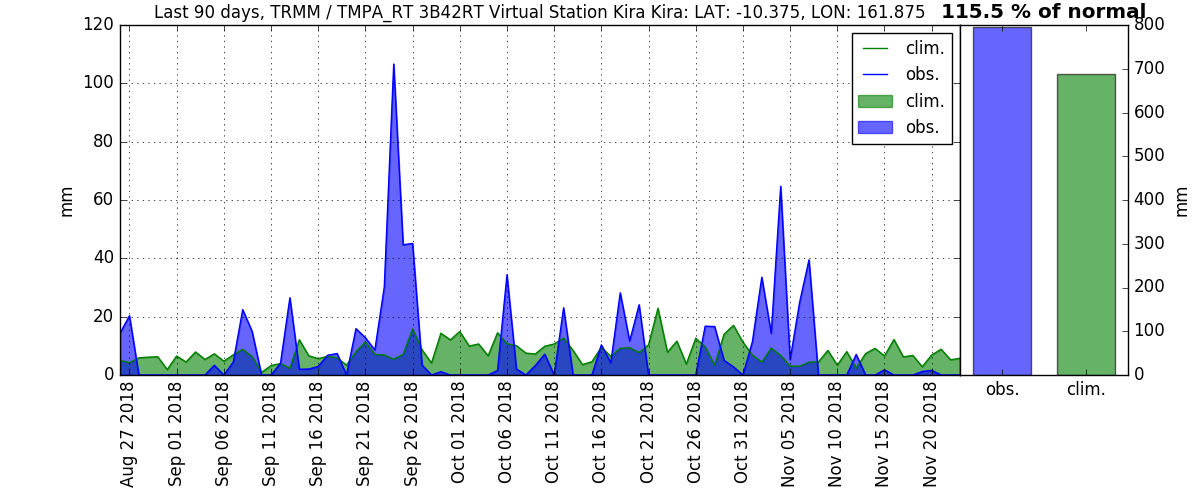 Last 90 days, TRMM / TMPA_RT 3B42RT Virtual Station Kira Kira: LAT: -10.375, LON: 161.875
115.5 % of normal
120
100
80
60
40
20
0
mm
clim.
obs.
clim.
obs.
800
700
600
500
400
300
200
100
0
mm
obs.
clim.
Aug 27 2018
Sep 01 2018
Sep 06 2018
Sep 11 2018
Sep 16 2018
Sep 21 2018
Sep 26 2018
Oct 01 2018
Oct 06 2018
Oct 11 2018
Oct 16 2018
Oct 21 2018
Oct 26 2018
Oct 31 2018
Nov 05 2018
Nov 10 2018
Nov 15 2018
Nov 20 2018